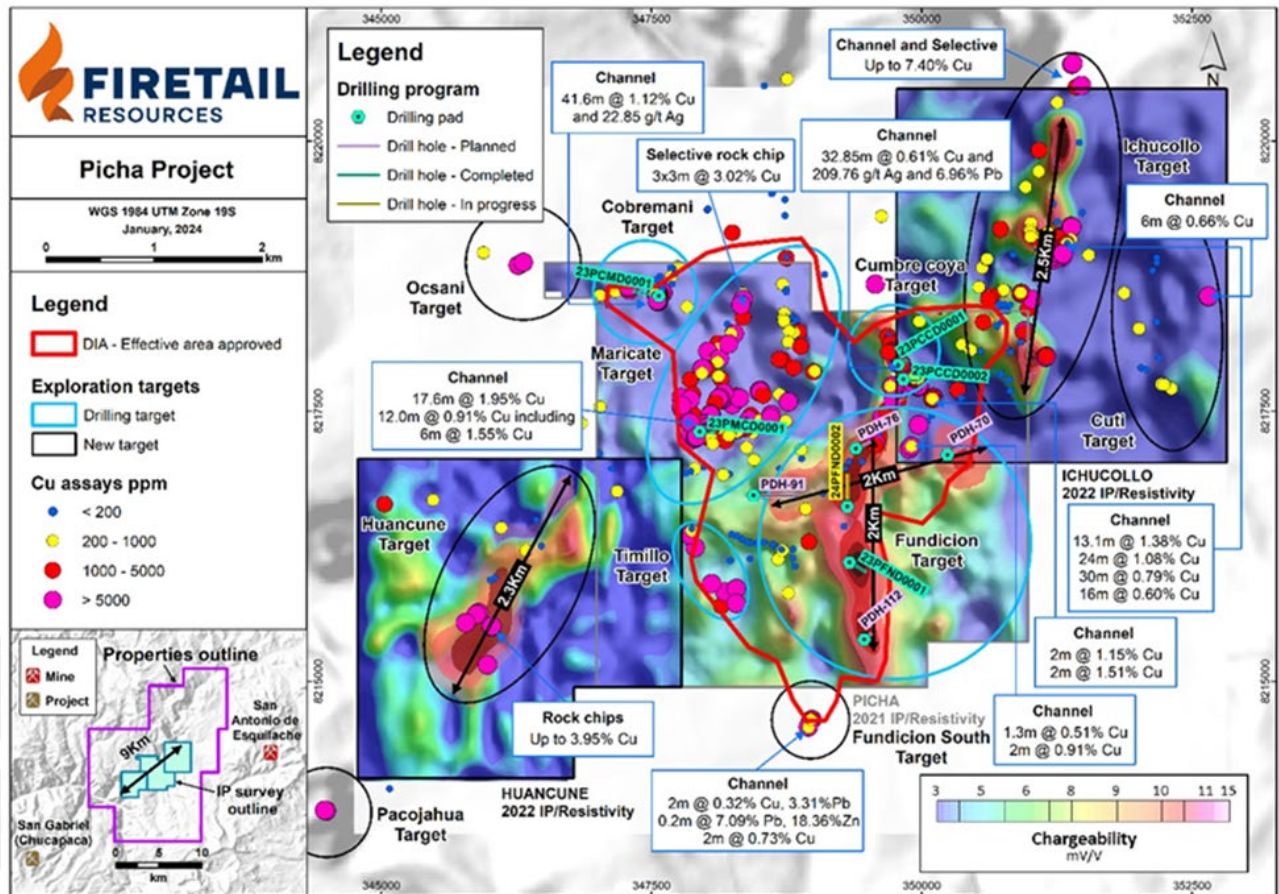 FIRETAIL
RESOURCES
Picha Project
WGS 1984 UTM Zone 19S
January, 2024
0 1 2
km
Legend
DIA - Effective area approved
Exploration targets
Drilling target
New target
Cu assays ppm
< 200
200 - 1000
1000 - 5000
> 5000
Legend
Mine
Project
Properties outline
San
Antonio de
Esquilache
9Km
IP survey
outline
San Gabriel
(Chucapaca)
0 5 10
km
345000 347500 350000 352500
8220000
8217500
8215000
Legend
Drilling program
Drilling pad
Drill hole - Planned
Drill hole - Completed
Drill hole - In progress
Channel
41.6m @ 1.12% Cu
and 22.85 g/t Ag
Selective rock chip
3x3m @ 3.02% Cu
Channel
32.85m @ 0.61% Cu and
209.76 g/t Ag and 6.96% Pb
Channel and Selective
Up to 7.40% Cu
N
Ichucollo
Target
Channel
6m @ 0.66% Cu
2.5Km
Cobremani
Target
23PCMD0001
Ocsani
Target
Maricate
Target
Cumbre coya
Target
23PCCD0001
23PCCD0002
Channel
17.6m @ 1.95% Cu
12.0m @ 0.91% Cu including
6m @ 1.55% Cu
23PMCD0001
PDH-76
PDH-70
PDH-91
24PFND0002
2Km
2Km
Cuti
Target
ICHUCOLLO
2022 IP/Resistivity
Channel
13.1m @ 1.38% Cu
24m @ 1.08% Cu
30m @ 0.79% Cu
16m @ 0.60% Cu
Huancune
Target
2.3Km
Timillo
Target
Fundicion
Target
23PFND0001
PDH-112
Channel
2m @ 1.15% Cu
2m @ 1.51% Cu
Channel
1.3m @ 0.51% Cu
2m @ 0.91% Cu
Rock chips
Up to 3.95% Cu
PICHA
2021 IP/Resistivity
Fundicion South
Target
HUANCUNE
2022 IP/Resistivity
Channel
2m @ 0.32% Cu, 3.31%Pb
0.2m @ 7.09% Pb, 18.36%Zn
2m @ 0.73% Cu
Pacojahua
Target
3 5 6 8 9 10 11 15
Chargeability
mV/V
8220000
8217500
8215000
345000 347500 350000 352500